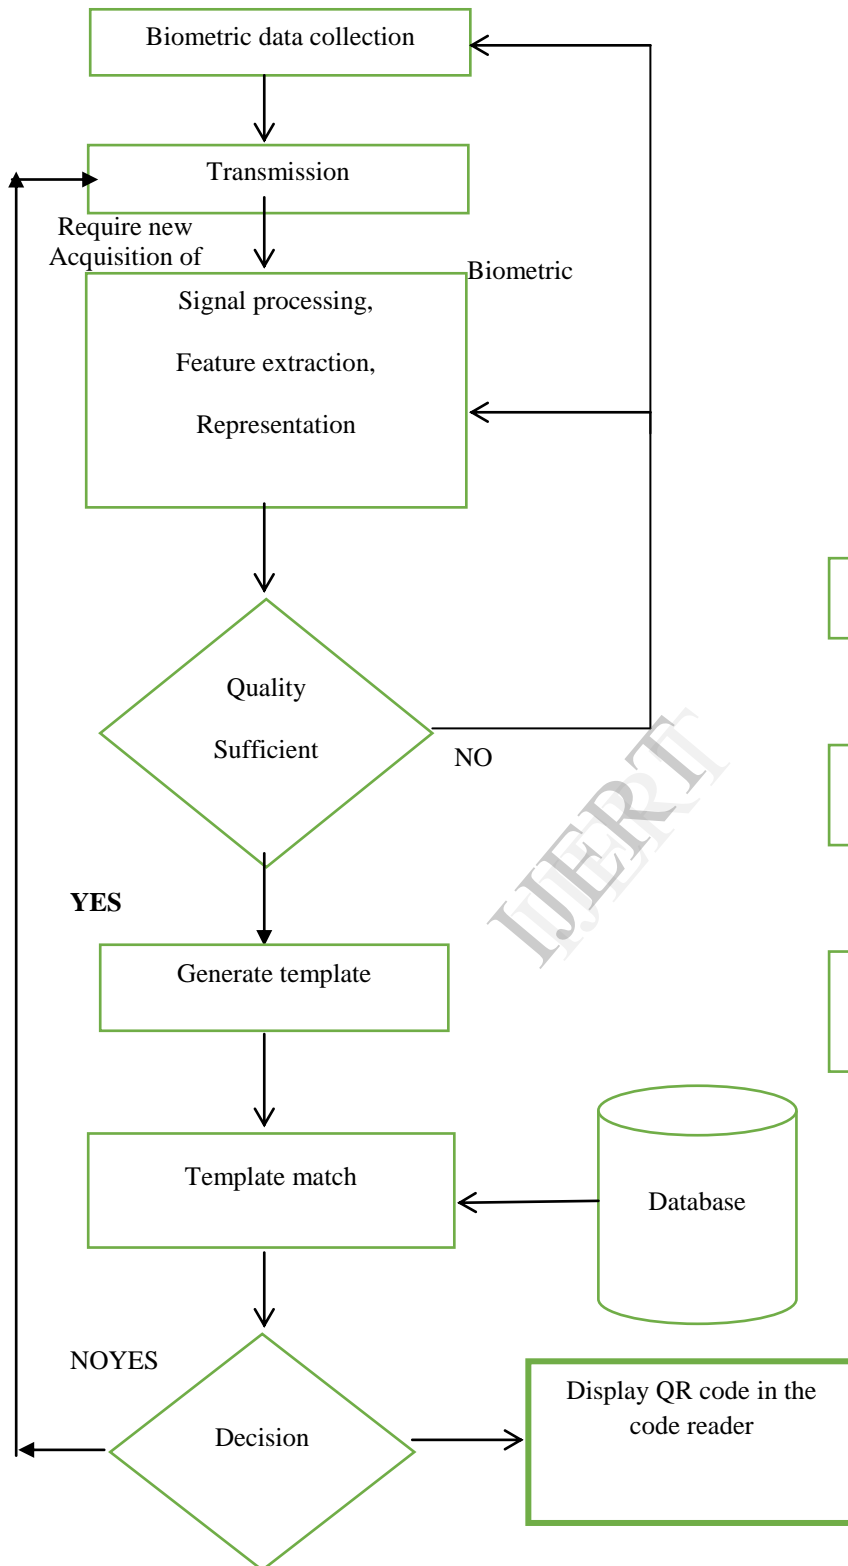 Biometric data collection
Transmission
Require new
Acquisition of
Biometric
Signal processing,
Feature extraction,
Representation
Quality
Sufficient
NO
IJERT
YES
Generate template
Template match
Database
NOYES
Decision
Display QR code in the
code reader